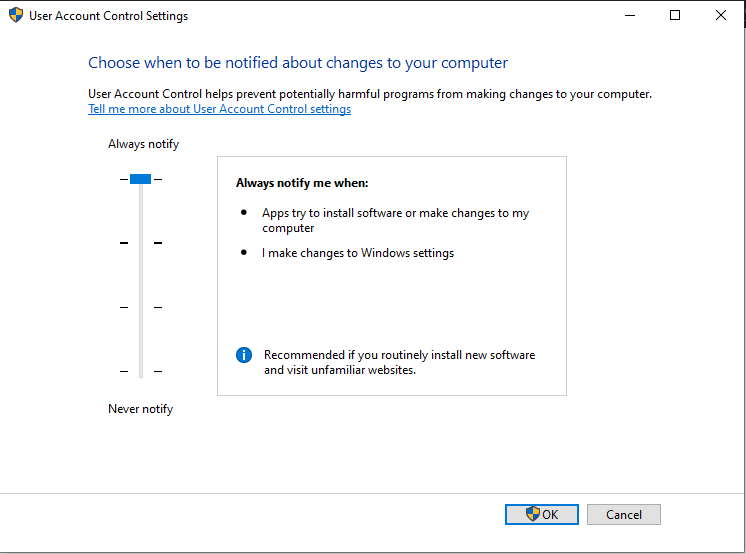 User Account Control Settings
Choose when to be notified about changes to your computer
User Account Control helps prevent potentially harmful programs from making changes to your computer.
Tell me more about User Account Control settings
Always notify
Always notify me when:
Apps try to install software or make changes to my
computer
I make changes to Windows settings
Recommended if you routinely install new software
and visit unfamiliar websites.
Never notify
OK
Cancel